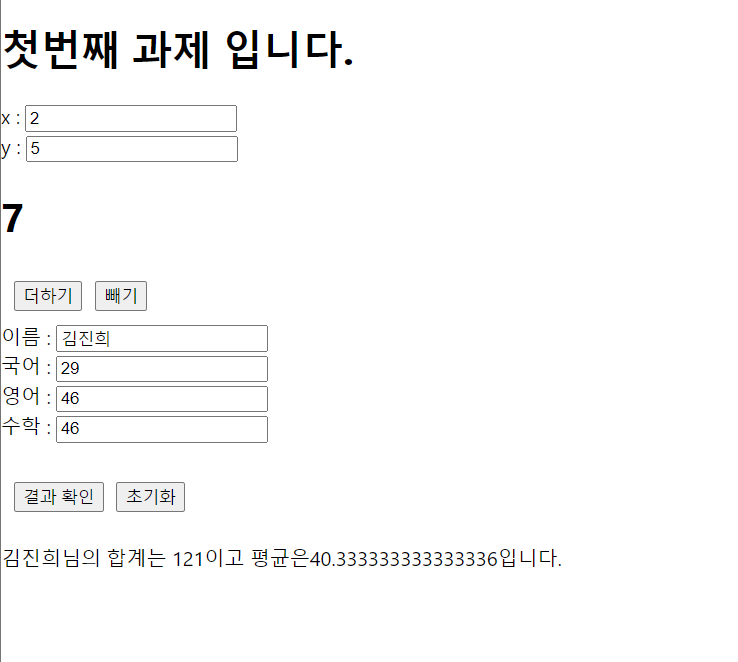 첫번째 과제 입니다.
x : 2
y : 5
7
더하기 빼기
이름 : 김진희
국어 : 29
영어 : 46
수학 : 46
결과 확인 초기화
김진희님의 합계는 121이고 평균은40.333333333333336입니다.